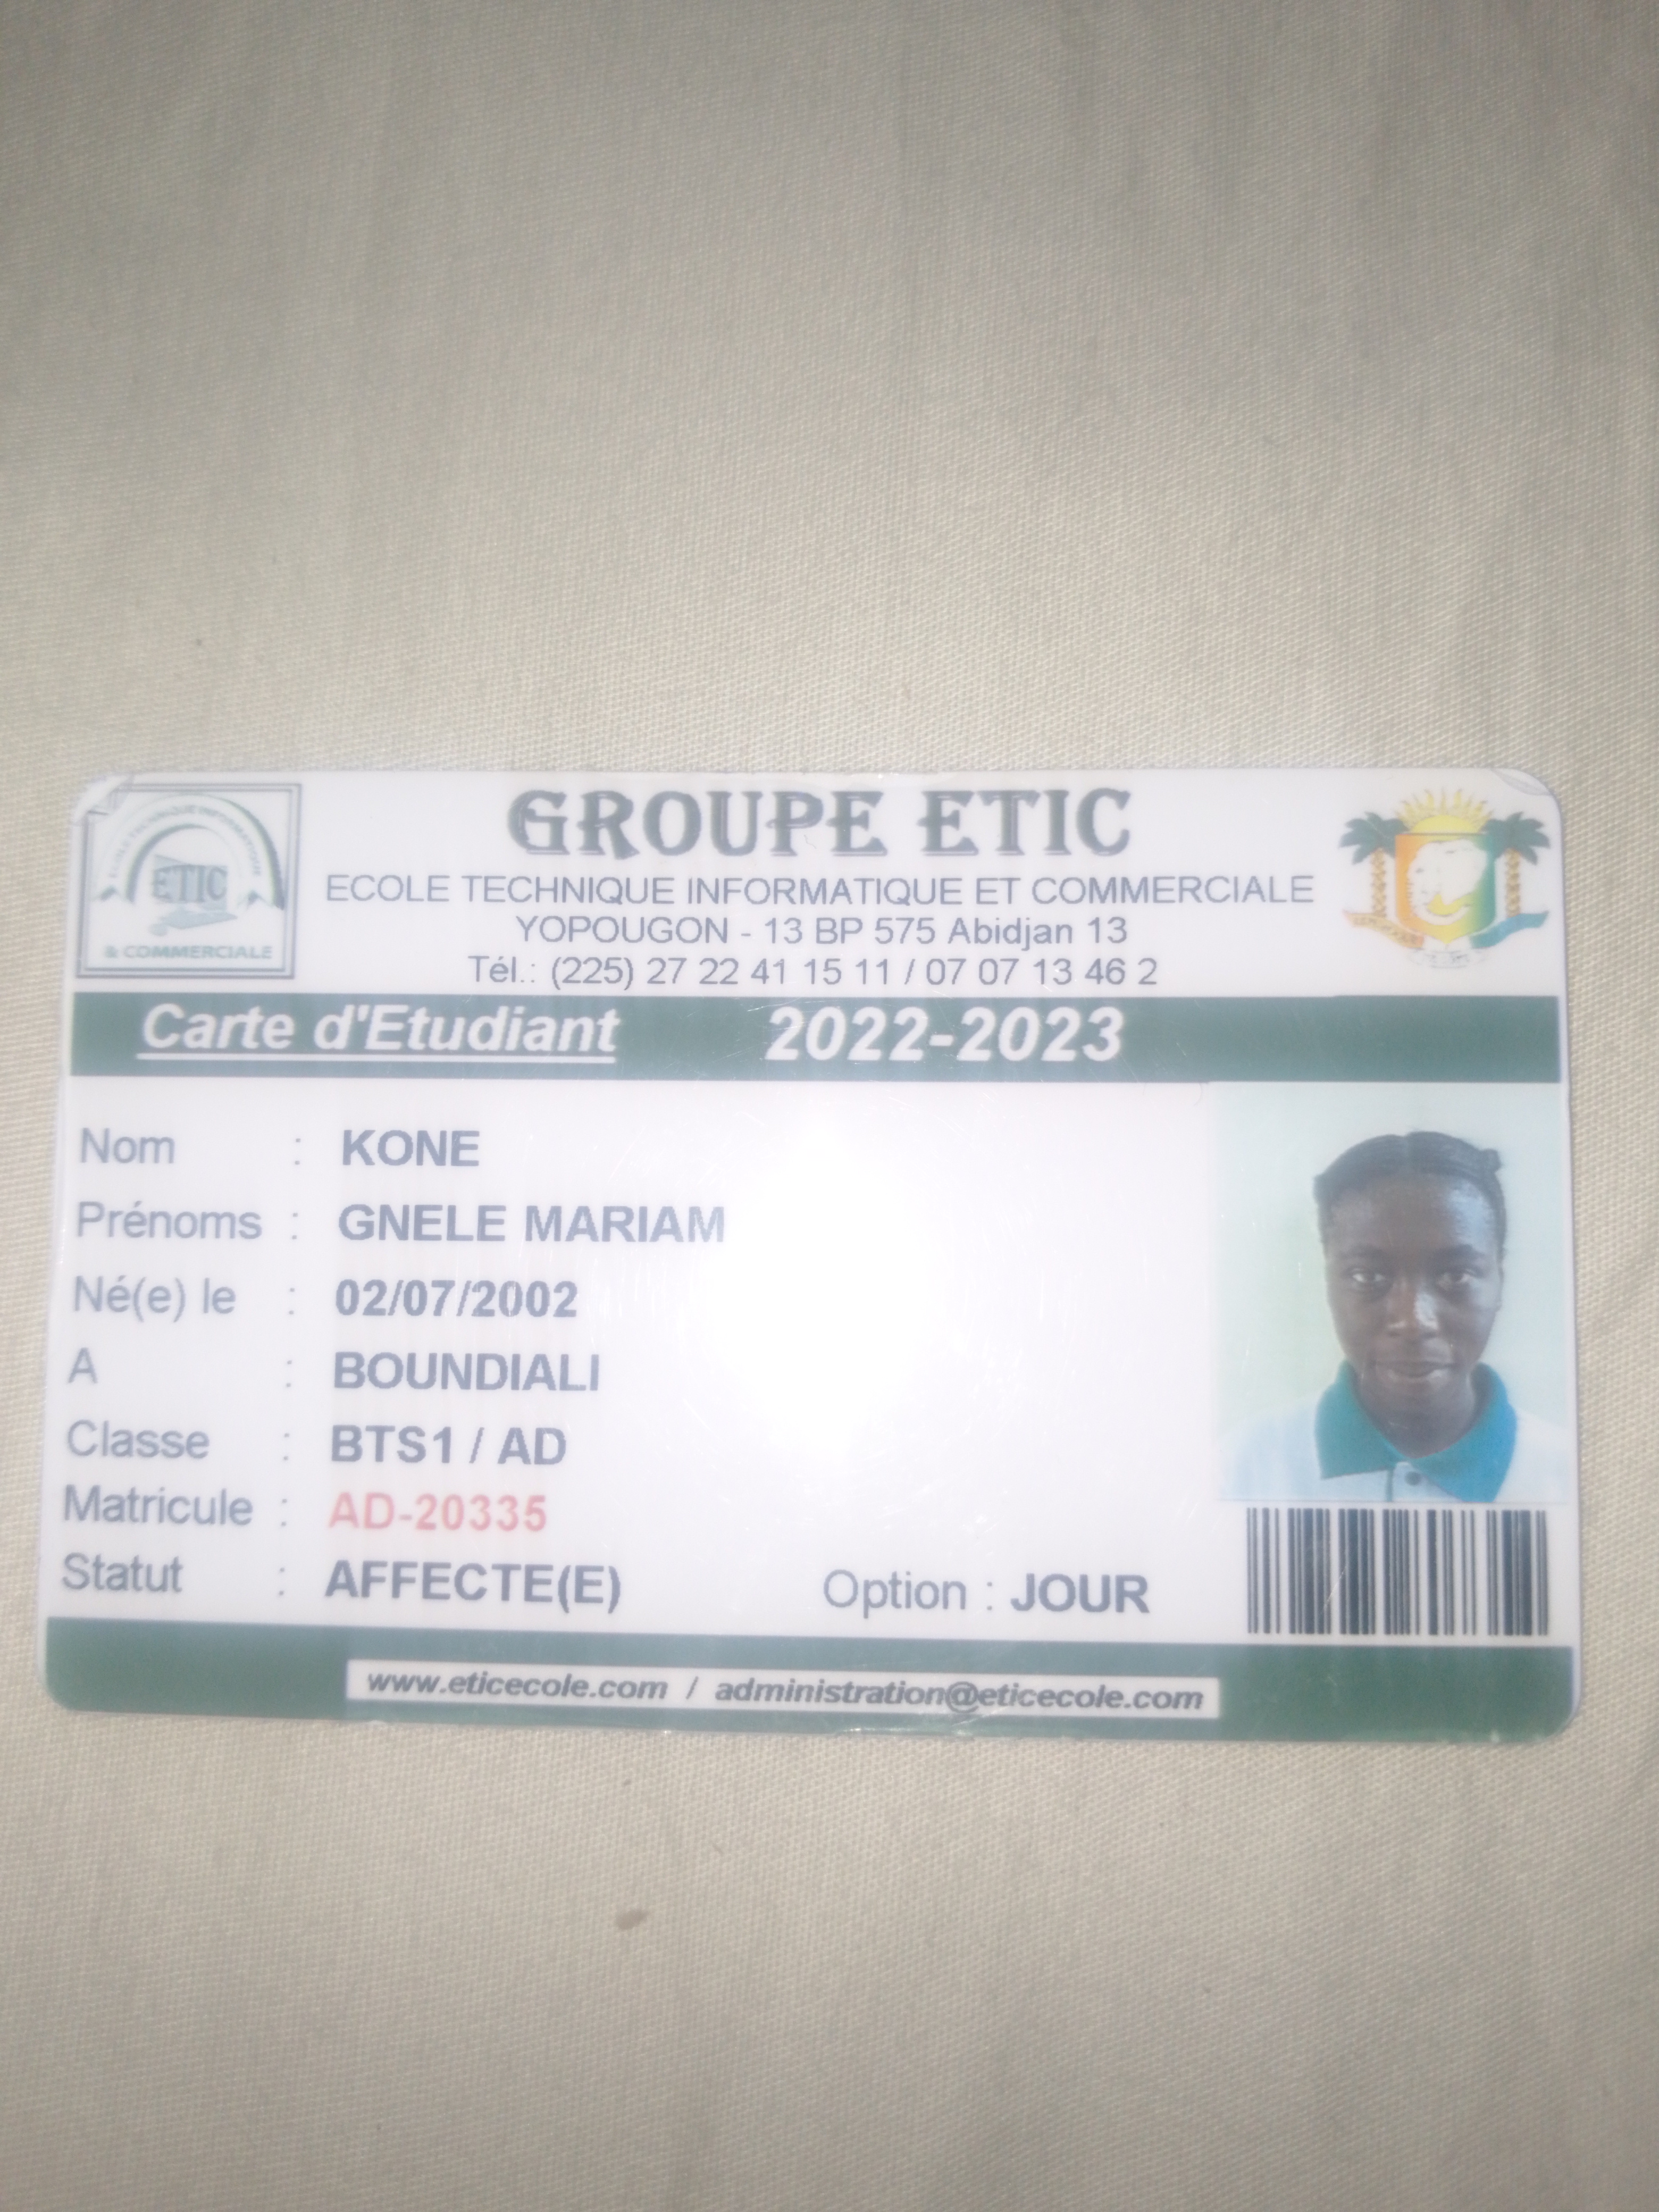 GROUPE ETIC
ECOLE TECHNIQUE INFORMATIQUE ET COMMERCIALE
YOPOUGON - 13 BP 575 Abidjan 13
Tél.: (225) 27 22 41 15 11 / 07 07 13 46 2
ECOLE TECHNIQUE INFORMATIQUE
ETIC
& COMMERCIALE
Carte d'Etudiant 2022-2023
Nom : KONE
Prénoms : GNELE MARIAM
Né(e) le : 02/07/2002
A : BOUNDIALI
Classe : BTS1 / AD
Matricule : AD-20335
Statut : AFFECTE(E) Option : JOUR
www.eticecole.com / administration@eticecole.com